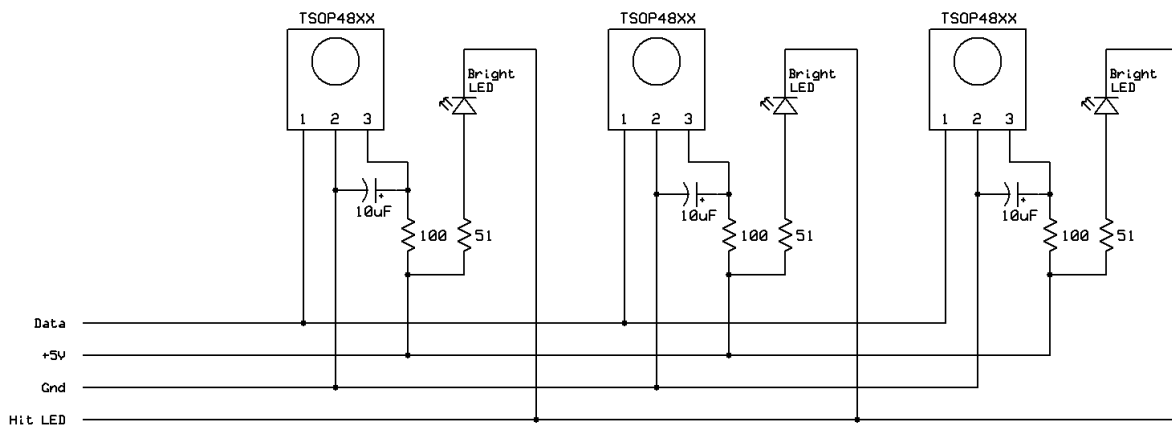 TSOP48XX TSOP48XX TSOP48XX
Bright Bright Bright
LED LED LED
1 2 3 1 2 3 1 2 3
+ + +
10uF 10uF 10uF
100 51 100 51 100 51
Data
+5V
Gnd
Hit LED